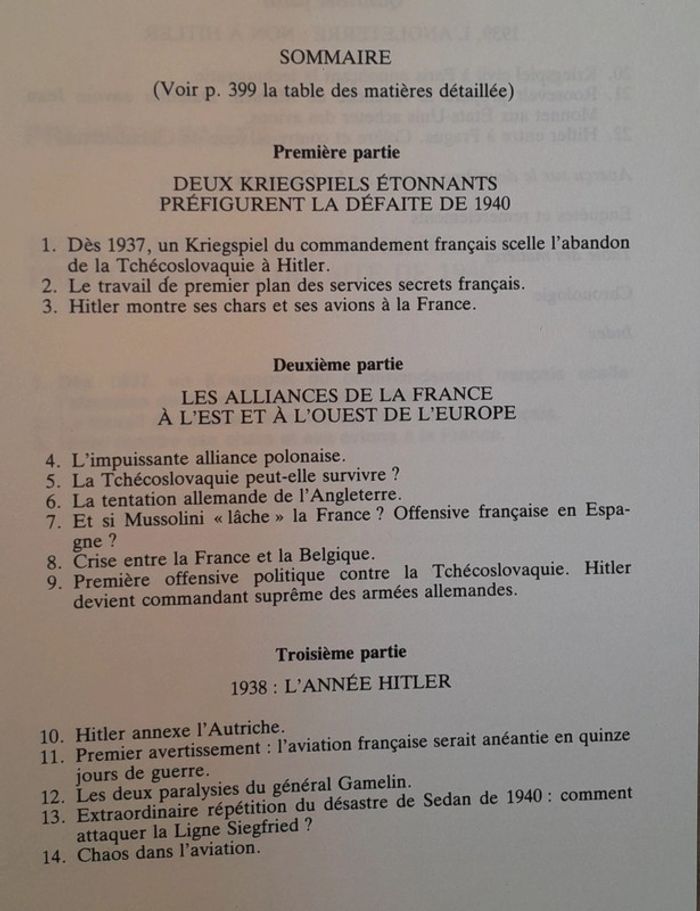 SOMMAIRE
(Voir p. 399 la table des matières détaillée)
Première partie
DEUX KRIEGSPIELS ÉTONNANTS
PRÉFIGURENT LA DÉFAITE DE 1940
1. Dès 1937, un Kriegspiel du commandement français scelle l'abandon
de la Tchécoslovaquie à Hitler.
2. Le travail de premier plan des services secrets français.
3. Hitler montre ses chars et ses avions à la France.
Deuxième partie
LES ALLIANCES DE LA FRANCE
À L'EST ET À L'OUEST DE L'EUROPE
4. L'impuissante alliance polonaise.
5. La Tchécoslovaquie peut-elle survivre ?
6. La tentation allemande de l'Angleterre.
7. Et si Mussolini « lâche » la France ? Offensive française en Espa-
gne ?
8. Crise entre la France et la Belgique.
9. Première offensive politique contre la Tchécoslovaquie. Hitler
devient commandant suprême des armées allemandes.
Troisième partie
1938 : L'ANNÉE HITLER
10. Hitler annexe l'Autriche.
11. Premier avertissement : l'aviation française serait anéantie en quinze
jours de guerre.
12. Les deux paralysies du général Gamelin.
13. Extraordinaire répétition du désastre de Sedan de 1940 : comment
attaquer la Ligne Siegfried ?
14. Chaos dans l'aviation.